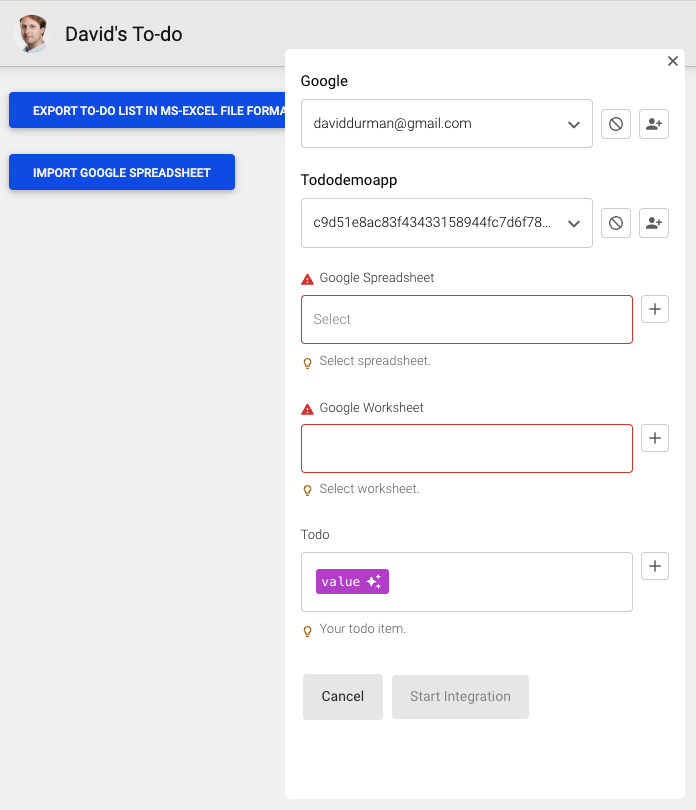 David's To-do
EXPORT TO-DO LIST IN MS-EXCEL FILE FORMA
IMPORT GOOGLE SPREADSHEET
Google
daviddurman@gmail.com
Tododemoapp
c9d51e8ac83f43433158944fc7d6f78...
Google Spreadsheet
Select
Select spreadsheet.
Google Worksheet
Select worksheet.
Todo
value
Your todo item.
Cancel
Start Integration